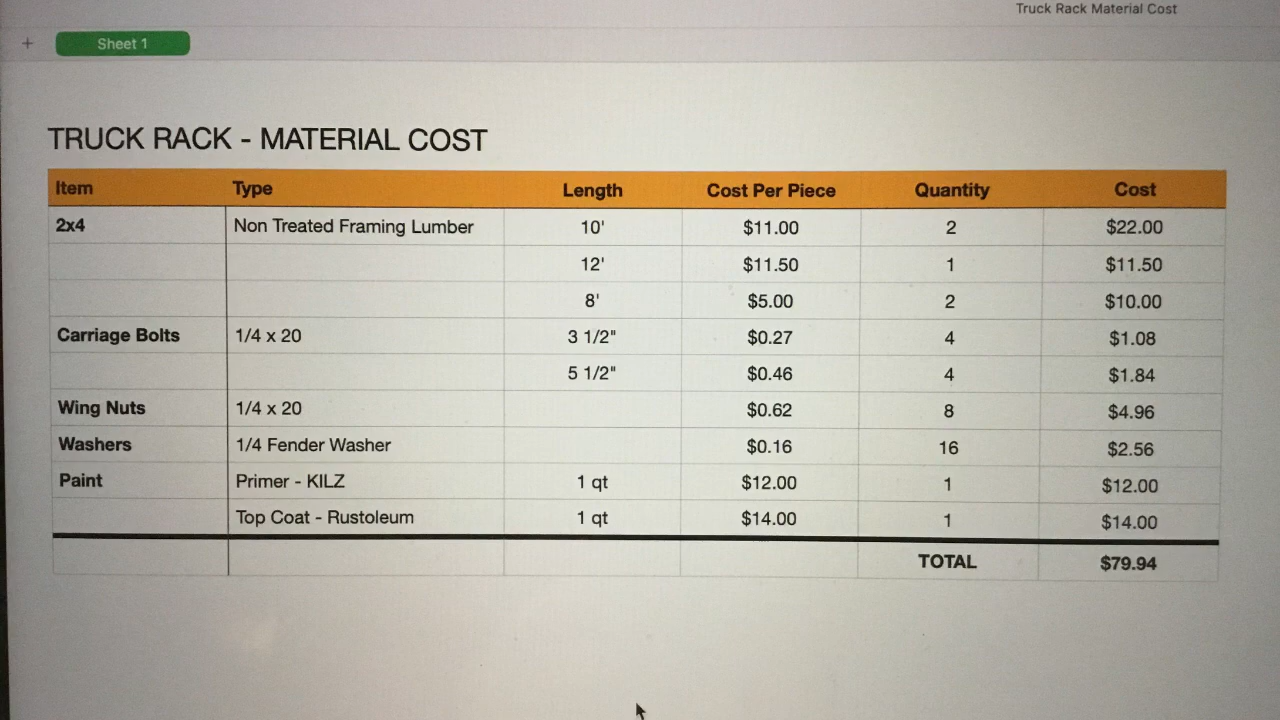 Truck Rack Material Cost
+ Sheet 1
TRUCK RACK - MATERIAL COST
Item Type Length Cost Per Piece Quantity Cost
2x4 Non Treated Framing Lumber 10' $11.00 2 $22.00
12' $11.50 1 $11.50
8' $5.00 2 $10.00
Carriage Bolts 1/4 x 20 3 1/2" $0.27 4 $1.08
5 1/2" $0.46 4 $1.84
Wing Nuts 1/4 x 20 $0.62 8 $4.96
Washers 1/4 Fender Washer $0.16 16 $2.56
Paint Primer - KILZ 1 qt $12.00 1 $12.00
Top Coat - Rustoleum 1 qt $14.00 1 $14.00
TOTAL $79.94